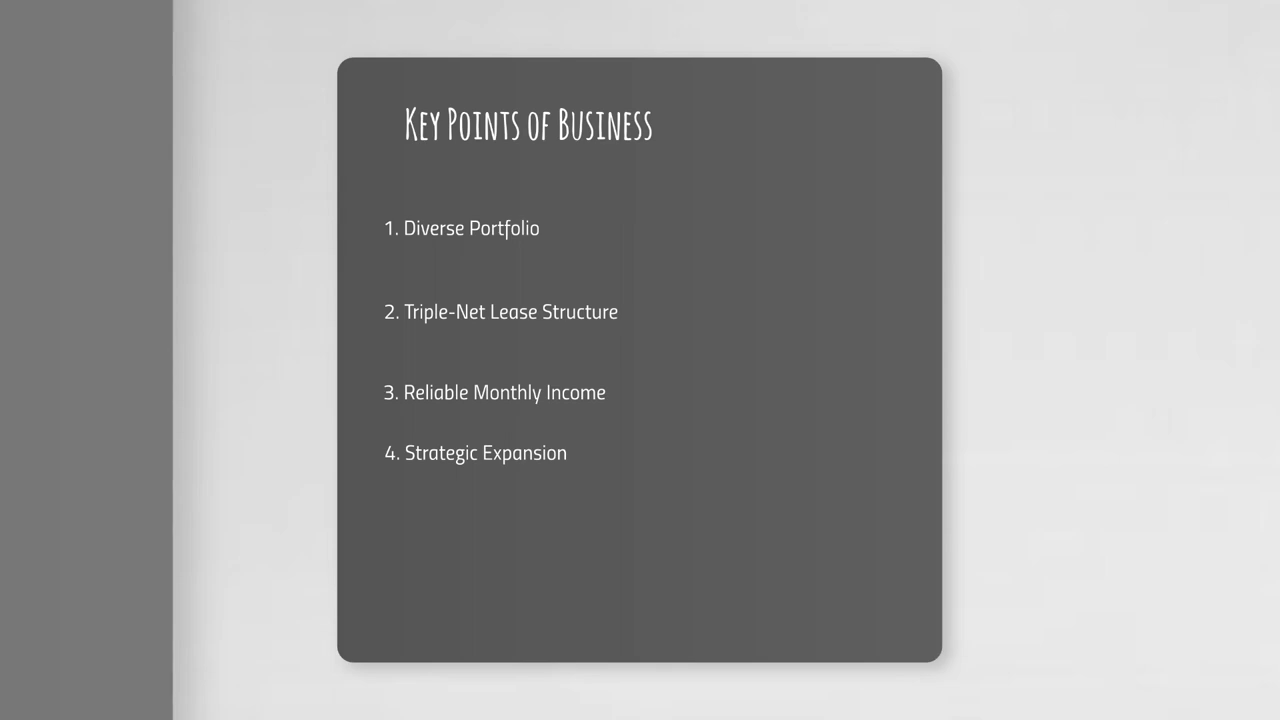 Key Points of Business
1. Diverse Portfolio
2. Triple-Net Lease Structure
3. Reliable Monthly Income
4. Strategic Expansion